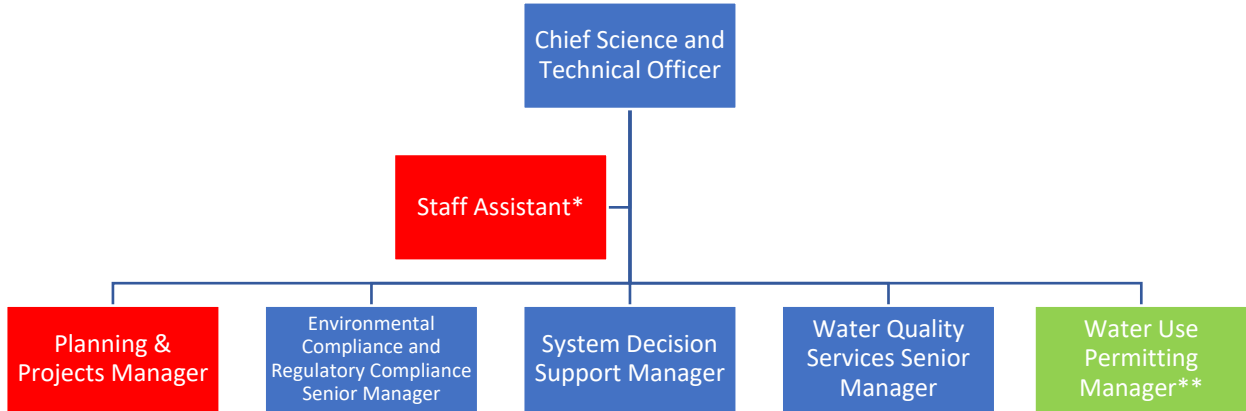 Chief Science and
Technical Officer
Staff Assistant*
Planning &
Projects Manager
Environmental
Compliance and
Regulatory Compliance
Senior Manager
System Decision
Support Manager
Water Quality
Services Senior
Manager
Water Use
Permitting
Manager**